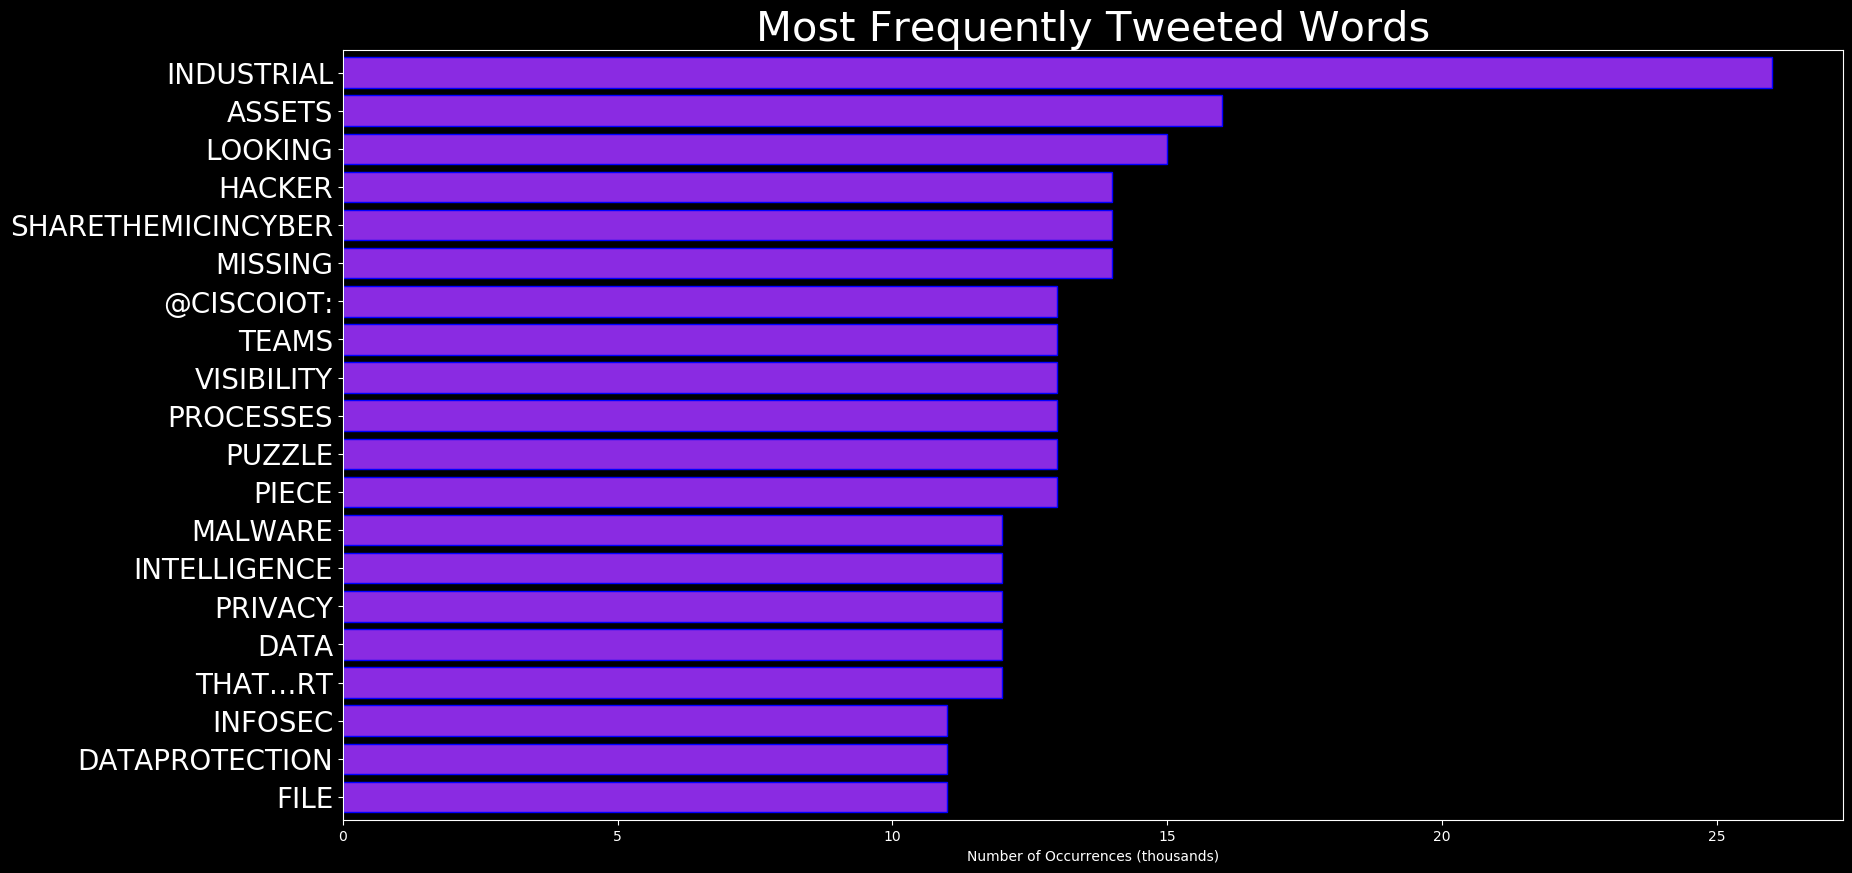 Most Frequently Tweeted Words
INDUSTRIAL
ASSETS
LOOKING
HACKER
SHARETHEMICINCYBER
MISSING
@CISCOIOT:
TEAMS
VISIBILITY
PROCESSES
PUZZLE
PIECE
MALWARE
INTELLIGENCE
PRIVACY
DATA
THAT…RT
INFOSEC
DATAPROTECTION
FILE
0 5 10 15 20 25
Number of Occurrences (thousands)